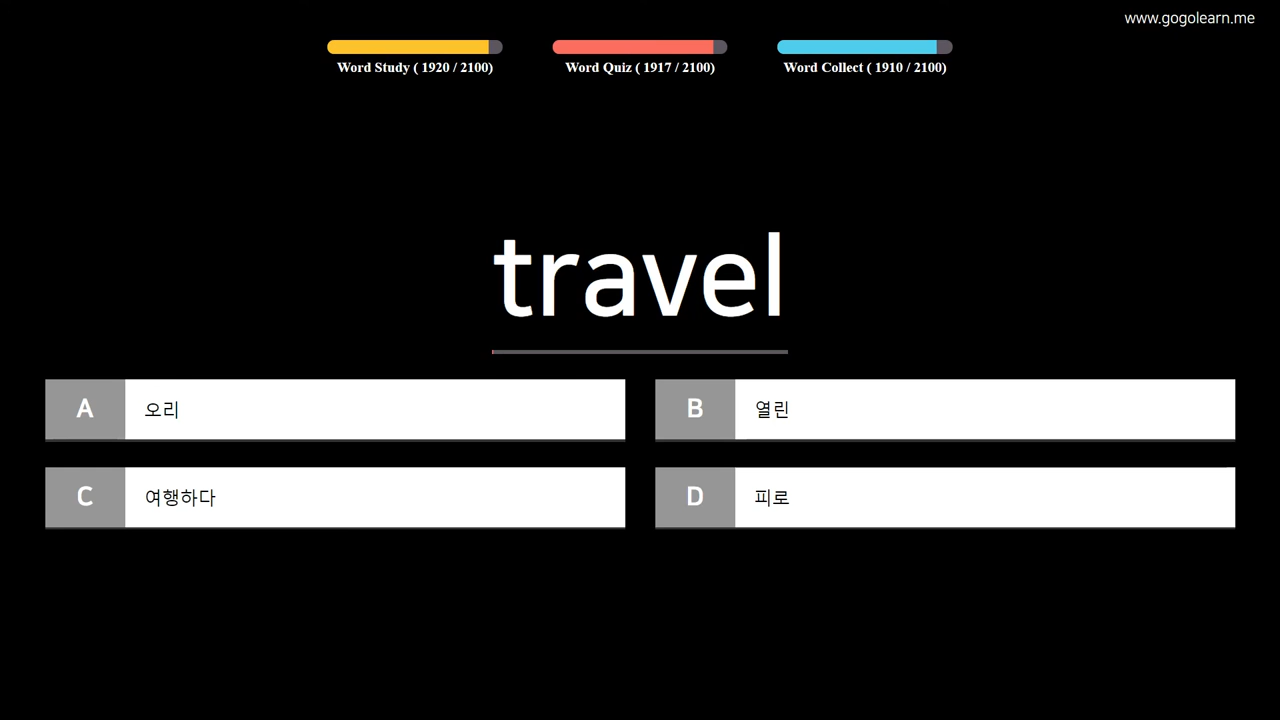 www.gogolearn.me
Word Study ( 1920 / 2100)
Word Quiz ( 1917 / 2100)
Word Collect ( 1910 / 2100)
travel
A 오리
B 열린
C 여행하다
D 피로